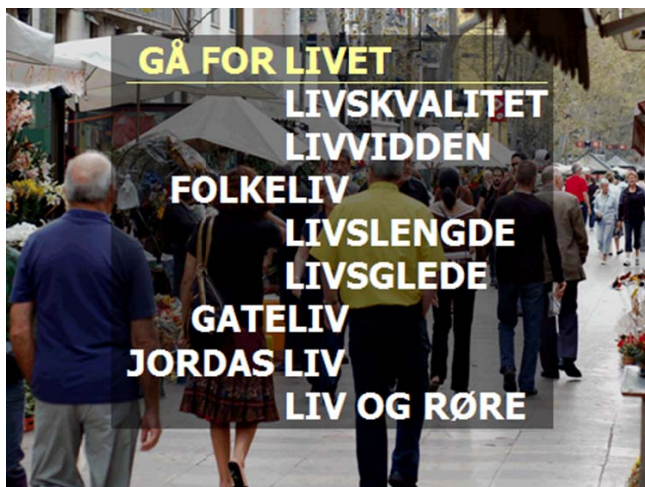 GÅ FOR LIVET
LIVSKVALITET
LIVVIDDEN
FOLKELIV
LIVSLENGDE
LIVSGLEDE
GATELIV
JORDAS LIV
LIV OG RØRE